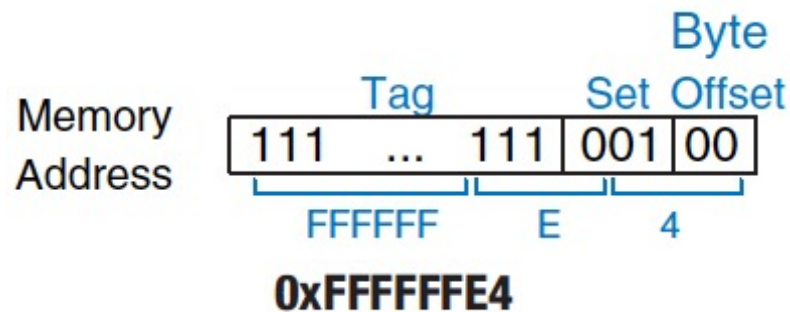 Byte
Tag Set Offset
Memory
Address
111 ... 111 001 00
FFFFFF E 4
0xFFFFFFE4